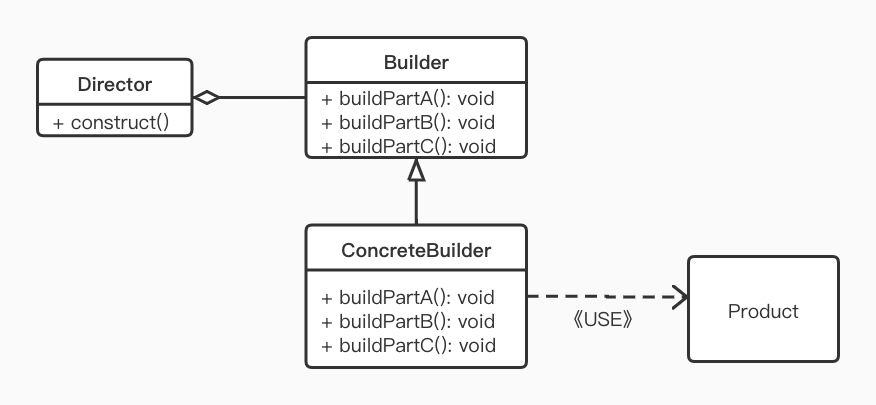 Director
+ construct()
Builder
+ buildPartA(): void
+ buildPartB(): void
+ buildPartC(): void
ConcreteBuilder
+ buildPartA(): void
+ buildPartB(): void
+ buildPartC(): void
《USE》
Product